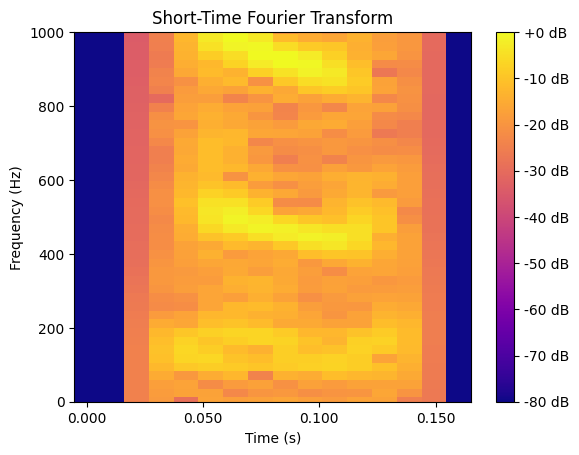 Short-Time Fourier Transform
1000
800
600
400
200
0
Frequency (Hz)
0.000
0.050
0.100
0.150
Time (s)
+0 dB
-10 dB
-20 dB
-30 dB
-40 dB
-50 dB
-60 dB
-70 dB
-80 dB